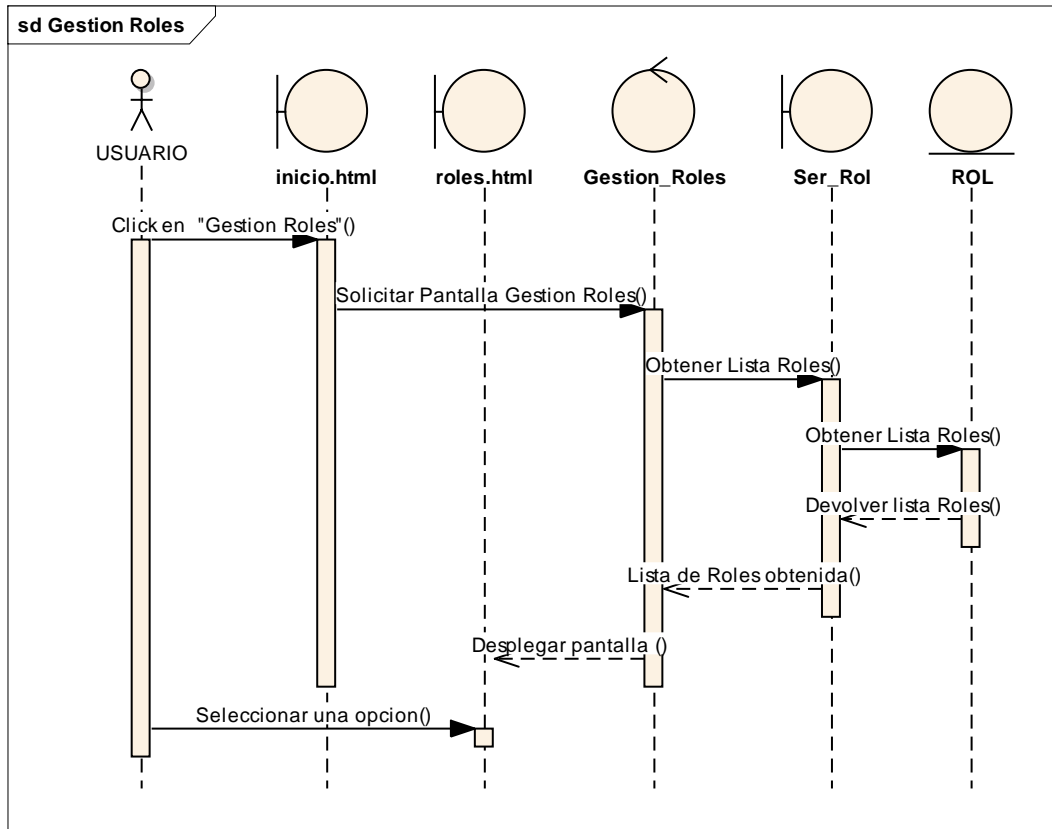 sd Gestion Roles
USUARIO
inicio.html
roles.html
Gestion_Roles
Ser_Rol
ROL
Click en "Gestion Roles"()
Solicitar Pantalla Gestion Roles()
Obtener Lista Roles()
Obtener Lista Roles()
Devolver lista Roles()
Lista de Roles obtenida()
Desplegar pantalla ()
Seleccionar una opcion()